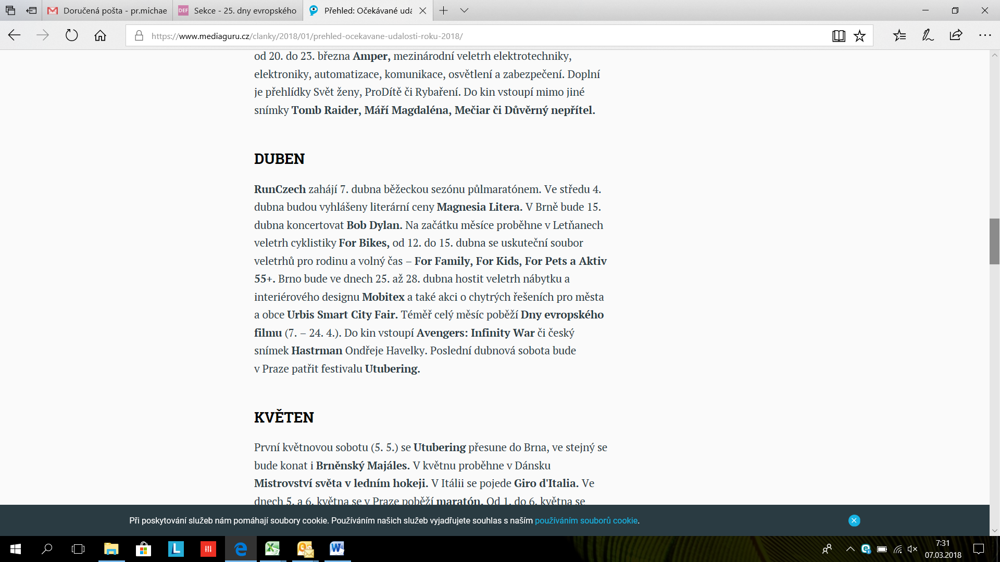 Doručená pošta - pr.michae
DEF Sekce - 25. dny evropského
Přehled: Očekávané udá
https://www.mediaguru.cz/clanky/2018/01/prehled-ocekavane-udalosti-roku-2018/
od 20. do 23. března Amper, mezinárodní veletrh elektrotechniky,
elektroniky, automatizace, komunikace, osvětlení a zabezpečení. Doplní
je přehlídky Svět ženy, ProDítě či Rybaření. Do kin vstoupí mimo jiné
snímky Tomb Raider, Máří Magdaléna, Mečiar či Důvěrný nepřítel.
DUBEN
RunCzech zahájí 7. dubna běžeckou sezónu půlmaratónem. Ve středu 4.
dubna budou vyhlášeny literární ceny Magnesia Litera. V Brně bude 15.
dubna koncertovat Bob Dylan. Na začátku měsíce proběhne v Letňanech
veletrh cyklistiky For Bikes, od 12. do 15. dubna se uskuteční soubor
veletrhů pro rodinu a volný čas – For Family, For Kids, For Pets a Aktiv
55+. Brno bude ve dnech 25. až 28. dubna hostit veletrh nábytku a
interiérového designu Mobitex a také akci o chytrých řešeních pro města
a obce Urbis Smart City Fair. Téměř celý měsíc poběží Dny evropského
filmu (7. – 24. 4.). Do kin vstoupí Avengers: Infinity War či český
snímek Hastrman Ondřeje Havelky. Poslední dubnová sobota bude
v Praze patřit festivalu Utubering.
KVĚTEN
První květnovou sobotu (5. 5.) se Utubering přesune do Brna, ve stejný se
bude konat i Brněnský Majáles. V květnu proběhne v Dánsku
Mistrovství světa v ledním hokeji. V Itálii se pojede Giro d'Italia. Ve
dnech 5. a 6. května se v Praze poběží maratón. Od 1. do 6. května se
Při poskytování služeb nám pomáhají soubory cookie. Používáním našich služeb vyjadřujete souhlas s naším používáním souborů cookie.
7:31
07.03.2018